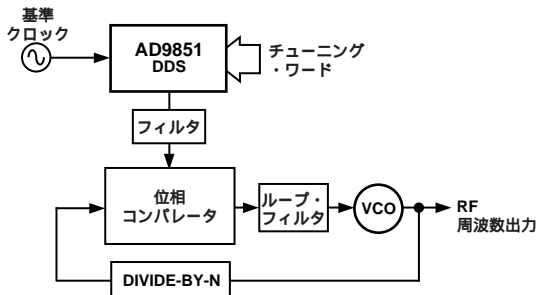 基準
クロック
AD9851
DDS
チューニング
・ワード
フィルタ
位相
コンパレータ
ループ・
フィルタ
VCO
RF
周波数出力
DIVIDE-BY-N